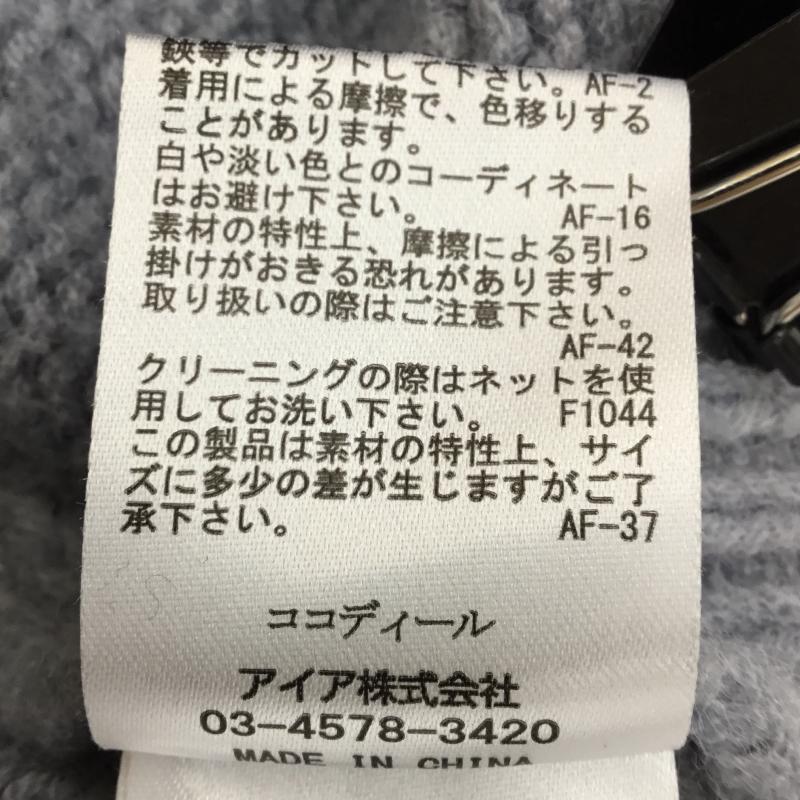 鋏等でカットして下さい。AF-2
着用による摩擦で、色移りする
ことがあります。
白や淡い色とのコーディネート
はお避け下さい。 AF-16
素材の特性上、摩擦による引っ
掛けがおきる恐れがあります。
取り扱いの際はご注意下さい。
AF-42
クリーニングの際はネットを使
用してお洗い下さい。 F1044
この製品は素材の特性上、サイ
ズに多少の差が生じますがご了
承下さい。 AF-37
ココディール
アイア株式会社
03-4578-3420
MADE IN CHINA